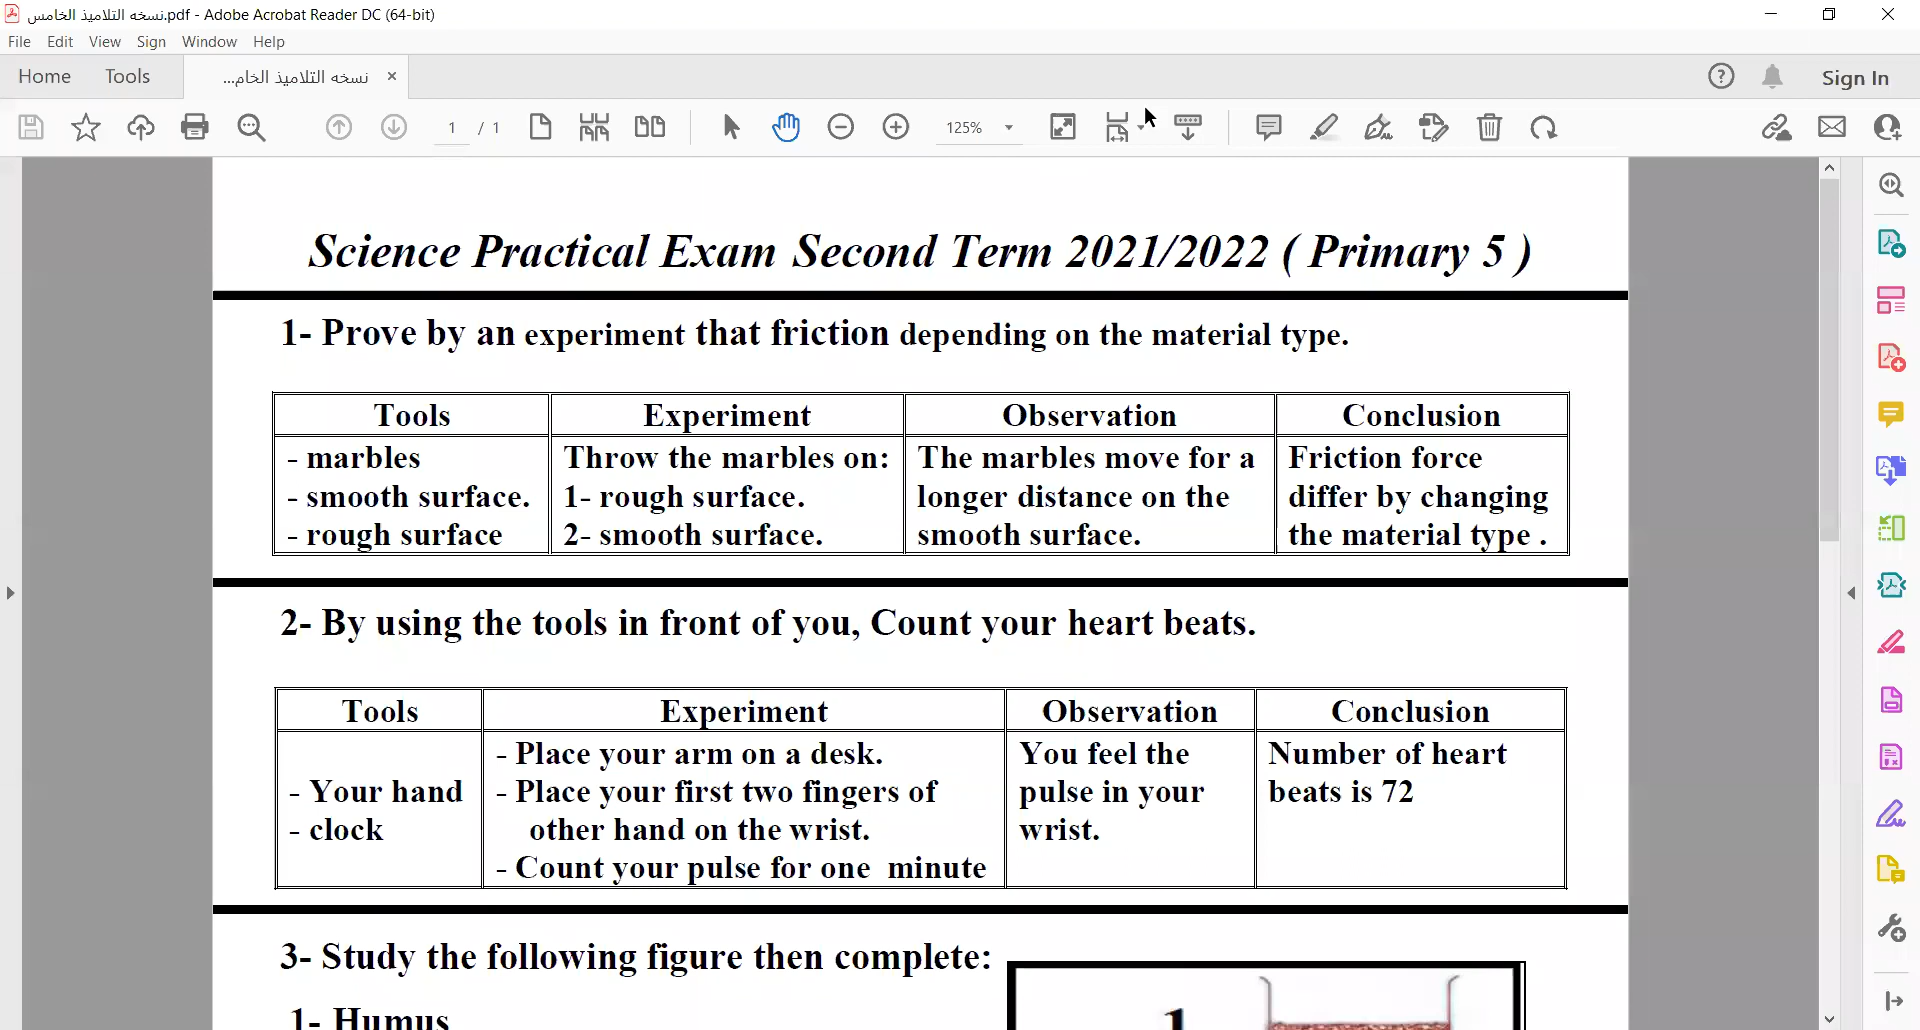 نسخه التلاميذ الخامس.pdf - Adobe Acrobat Reader DC (64-bit)
File Edit View Sign Window Help
Home Tools نسخه التلاميذ الخام... Sign In
1 / 1 125%
Science Practical Exam Second Term 2021/2022 ( Primary 5 )
1- Prove by an experiment that friction depending on the material type.
Tools Experiment Observation Conclusion
- marbles Throw the marbles on: The marbles move for a Friction force
- smooth surface. 1- rough surface. longer distance on the differ by changing
- rough surface 2- smooth surface. smooth surface. the material type .
2- By using the tools in front of you, Count your heart beats.
Tools Experiment Observation Conclusion
- Place your arm on a desk. You feel the Number of heart
- Your hand - Place your first two fingers of pulse in your beats is 72
- clock other hand on the wrist. wrist.
- Count your pulse for one minute
3- Study the following figure then complete:
1- Humus 1